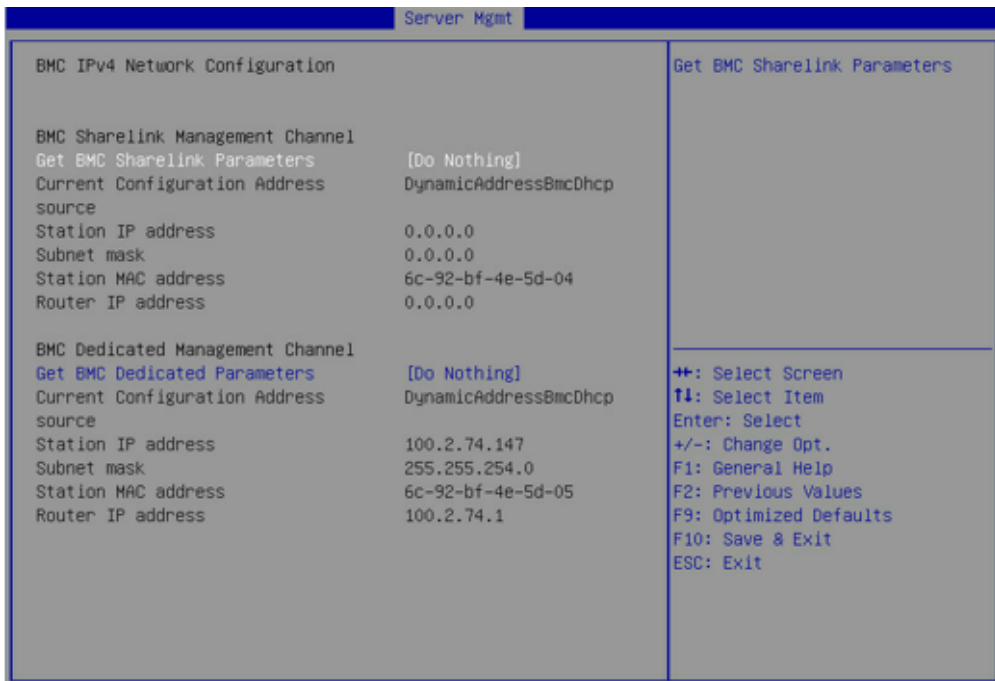 Server Mgmt
BMC IPv4 Network Configuration
BMC Sharelink Management Channel
Get BMC Sharelink Parameters [Do Nothing]
Current Configuration Address DynamicAddressBmcDhcp
source
Station IP address 0.0.0.0
Subnet mask 0.0.0.0
Station MAC address 6c-92-bf-4e-5d-04
Router IP address 0.0.0.0
BMC Dedicated Management Channel
Get BMC Dedicated Parameters [Do Nothing]
Current Configuration Address DynamicAddressBmcDhcp
source
Station IP address 100.2.74.147
Subnet mask 255.255.254.0
Station MAC address 6c-92-bf-4e-5d-05
Router IP address 100.2.74.1
Get BMC Sharelink Parameters
→←: Select Screen
↑↓: Select Item
Enter: Select
+/-: Change Opt.
F1: General Help
F2: Previous Values
F9: Optimized Defaults
F10: Save & Exit
ESC: Exit